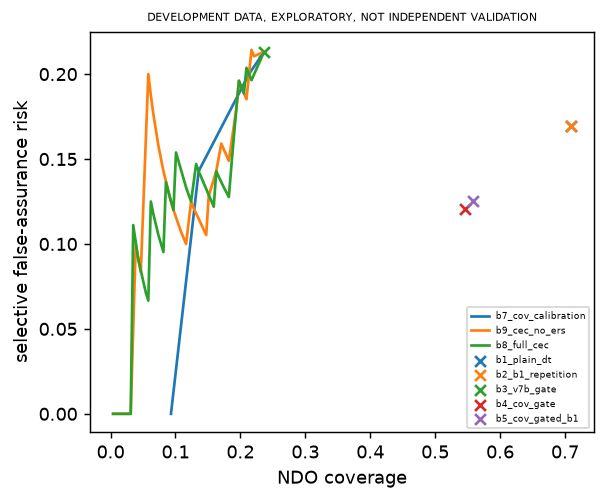 DEVELOPMENT DATA, EXPLORATORY, NOT INDEPENDENT VALIDATION
selective false-assurance risk
0.20
0.15
0.10
0.05
0.00
b7_cov_calibration
b9_cec_no_ers
b8_full_cec
b1_plain_dt
b2_b1_repetition
b3_v7b_gate
b4_cov_gate
b5_cov_gated_b1
0.0 0.1 0.2 0.3 0.4 0.5 0.6 0.7
NDO coverage